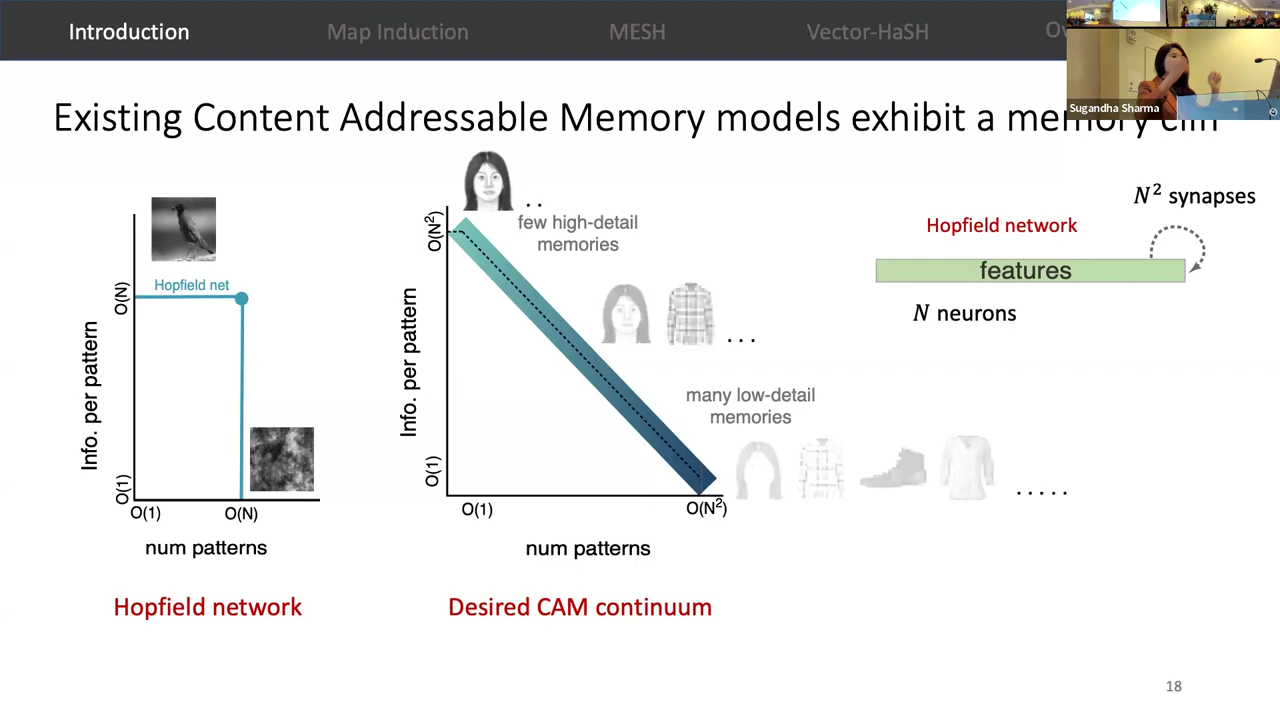 Introduction
Map Induction
MESH
Vector-HaSH
Sugandha Sharma
Existing Content Addressable Memory models exhibit a memory cliff
N² synapses
Hopfield network
features
N neurons
Hopfield net
O(N)
Info. per pattern
O(1)
O(1)
O(N)
num patterns
Hopfield network
. .
few high-detail
memories
O(N²)
Info. per pattern
. . .
many low-detail
memories
O(1)
. . . . .
O(1)
O(N²)
num patterns
Desired CAM continuum
18